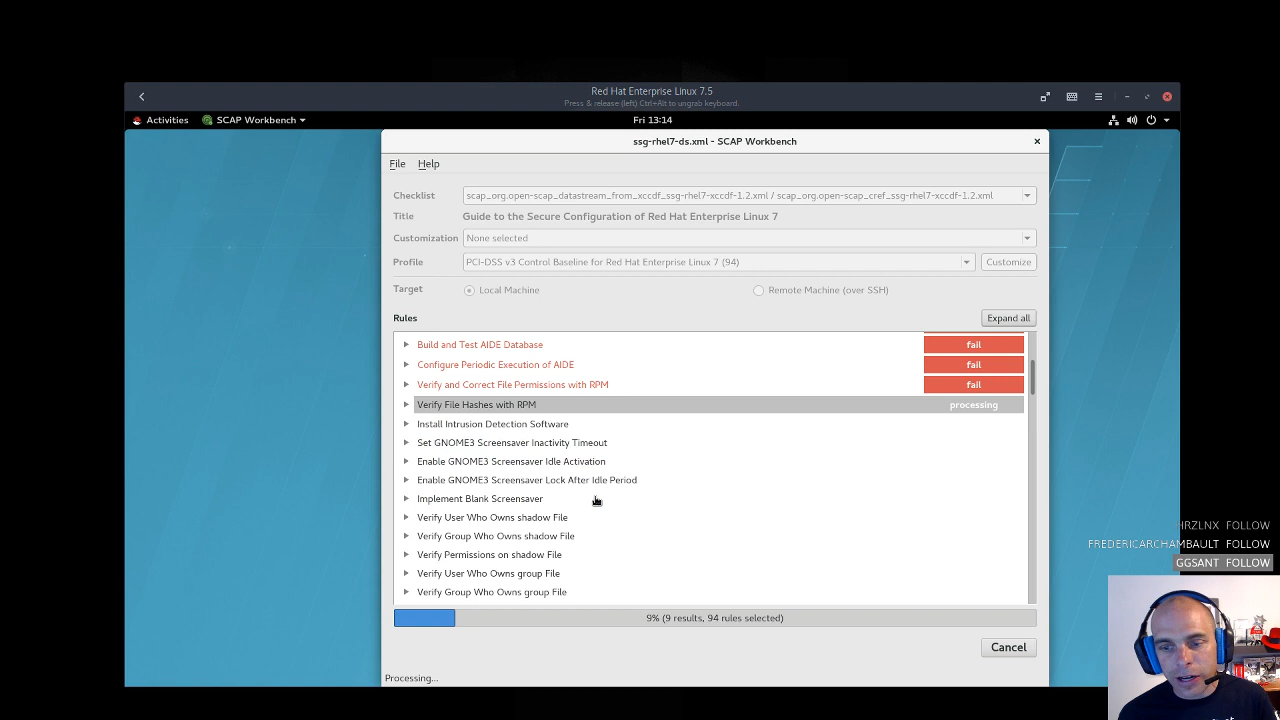 Red Hat Enterprise Linux 7.5
Press & release (left) Ctrl+Alt to ungrab keyboard.
Activities SCAP Workbench Fri 13:14
ssg-rhel7-ds.xml - SCAP Workbench
File Help
Checklist scap_org.open-scap_datastream_from_xccdf_ssg-rhel7-xccdf-1.2.xml / scap_org.open-scap_cref_ssg-rhel7-xccdf-1.2.xml
Title Guide to the Secure Configuration of Red Hat Enterprise Linux 7
Customization None selected
Profile PCI-DSS v3 Control Baseline for Red Hat Enterprise Linux 7 (94) Customize
Target Local Machine Remote Machine (over SSH)
Rules Expand all
Build and Test AIDE Database fail
Configure Periodic Execution of AIDE fail
Verify and Correct File Permissions with RPM fail
Verify File Hashes with RPM processing
Install Intrusion Detection Software
Set GNOME3 Screensaver Inactivity Timeout
Enable GNOME3 Screensaver Idle Activation
Enable GNOME3 Screensaver Lock After Idle Period
Implement Blank Screensaver
Verify User Who Owns shadow File
Verify Group Who Owns shadow File
Verify Permissions on shadow File
Verify User Who Owns group File
Verify Group Who Owns group File
9% (9 results, 94 rules selected)
Cancel
Processing...
HRZLNX FOLLOW
FREDERICARCHAMBAULT FOLLOW
GGSANT FOLLOW